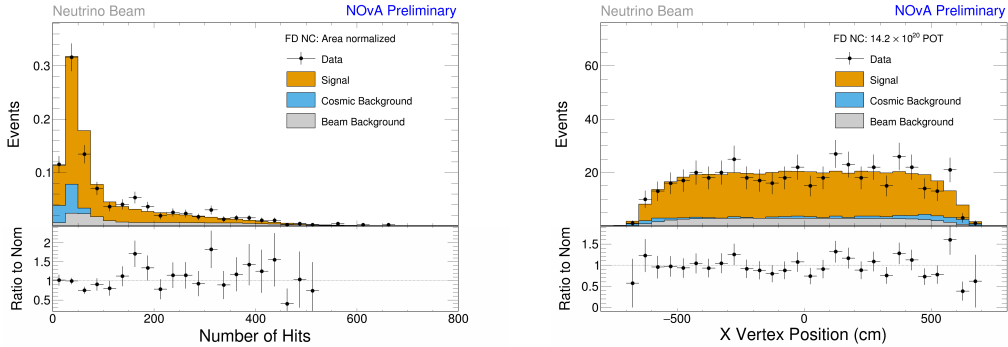 Neutrino Beam
NOvA Preliminary
FD NC: Area normalized
Data
Signal
Cosmic Background
Beam Background
Events
0.3
0.2
0.1
Ratio to Nom
2
1.5
1
0.5
0
200
400
600
800
Number of Hits
Neutrino Beam
NOvA Preliminary
FD NC: 14.2 × 10²⁰ POT
Data
Signal
Cosmic Background
Beam Background
Events
60
40
20
Ratio to Nom
1.5
1
0.5
0
−500
0
500
X Vertex Position (cm)